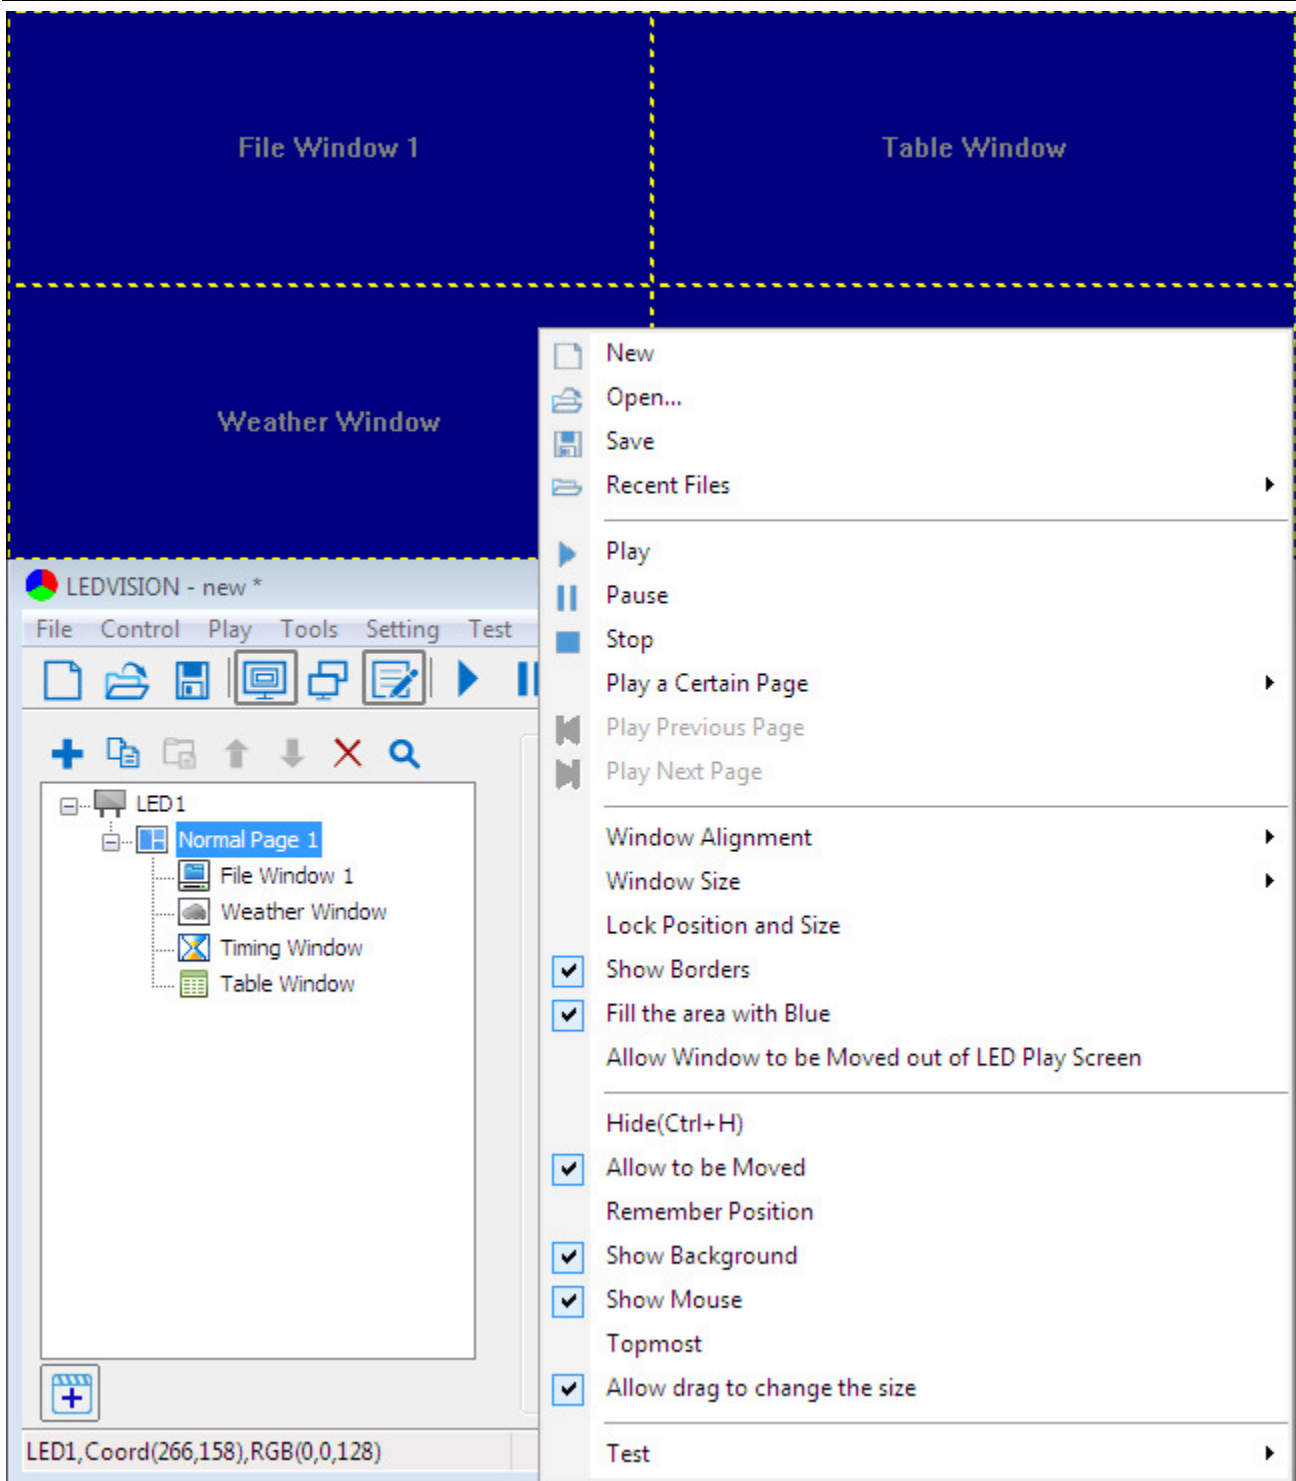 File Window 1
Table Window
Weather Window
New
Open...
Save
Recent Files
Play
Pause
Stop
Play a Certain Page
Play Previous Page
Play Next Page
Window Alignment
Window Size
Lock Position and Size
Show Borders
Fill the area with Blue
Allow Window to be Moved out of LED Play Screen
Hide(Ctrl+H)
Allow to be Moved
Remember Position
Show Background
Show Mouse
Topmost
Allow drag to change the size
Test
LEDVISION - new *
File Control Play Tools Setting Test
LED1
Normal Page 1
File Window 1
Weather Window
Timing Window
Table Window
LED1,Coord(266,158),RGB(0,0,128)